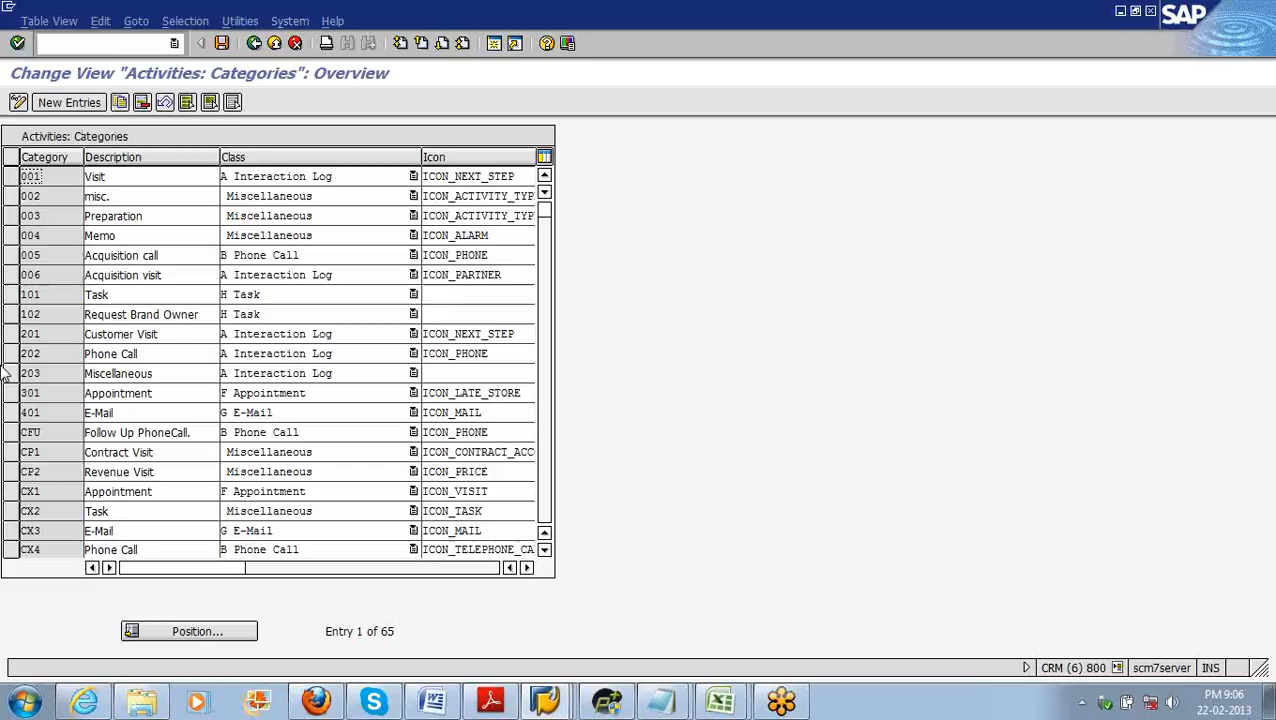 Table View Edit Goto Selection Utilities System Help
SAP
Change View "Activities: Categories": Overview
New Entries
Activities: Categories
Category Description Class Icon
001 Visit A Interaction Log ICON_NEXT_STEP
002 misc. Miscellaneous ICON_ACTIVITY_TYP
003 Preparation Miscellaneous ICON_ACTIVITY_TYP
004 Memo Miscellaneous ICON_ALARM
005 Acquisition call B Phone Call ICON_PHONE
006 Acquisition visit A Interaction Log ICON_PARTNER
101 Task H Task
102 Request Brand Owner H Task
201 Customer Visit A Interaction Log ICON_NEXT_STEP
202 Phone Call A Interaction Log ICON_PHONE
203 Miscellaneous A Interaction Log
301 Appointment F Appointment ICON_LATE_STORE
401 E-Mail G E-Mail ICON_MAIL
CFU Follow Up PhoneCall. B Phone Call ICON_PHONE
CP1 Contract Visit Miscellaneous ICON_CONTRACT_ACC
CP2 Revenue Visit Miscellaneous ICON_PRICE
CX1 Appointment F Appointment ICON_VISIT
CX2 Task Miscellaneous ICON_TASK
CX3 E-Mail G E-Mail ICON_MAIL
CX4 Phone Call B Phone Call ICON_TELEPHONE_CA
Position... Entry 1 of 65
CRM (6) 800 scm7server INS
PM 9:06
22-02-2013